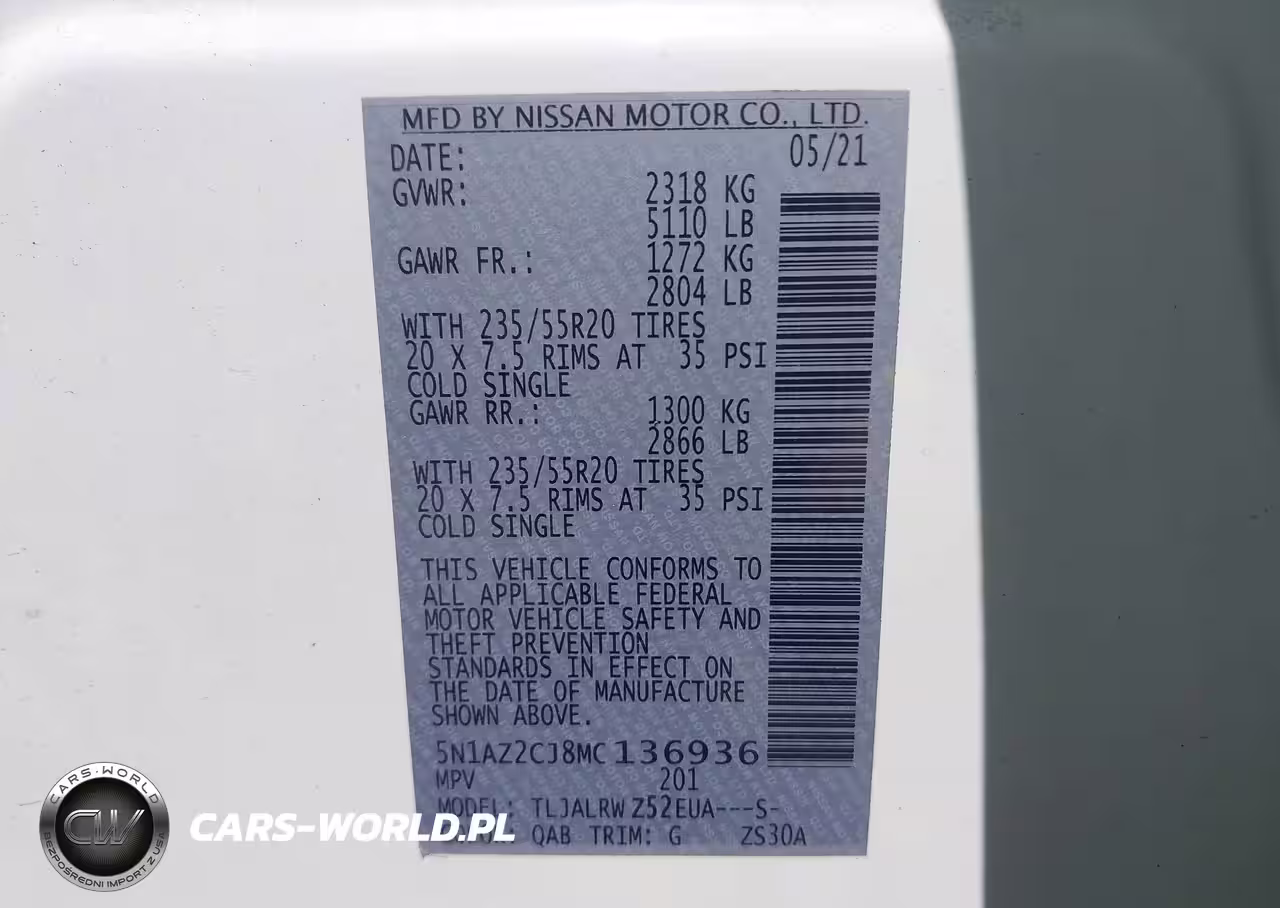 MFD BY NISSAN MOTOR CO., LTD.
DATE: 05/21
GVWR: 2318 KG
5110 LB
GAWR FR.: 1272 KG
2804 LB
WITH 235/55R20 TIRES
20 X 7.5 RIMS AT 35 PSI
COLD SINGLE
GAWR RR.: 1300 KG
2866 LB
WITH 235/55R20 TIRES
20 X 7.5 RIMS AT 35 PSI
COLD SINGLE
THIS VEHICLE CONFORMS TO
ALL APPLICABLE FEDERAL
MOTOR VEHICLE SAFETY AND
THEFT PREVENTION
STANDARDS IN EFFECT ON
THE DATE OF MANUFACTURE
SHOWN ABOVE.
5N1AZ2CJ8MC136936
MPV 201
MODEL: TLJALRW Z52EUA---S-
QAB TRIM: G ZS30A
CARS-WORLD
CW
BEZPOŚREDNI IMPORT Z USA
CARS-WORLD.PL